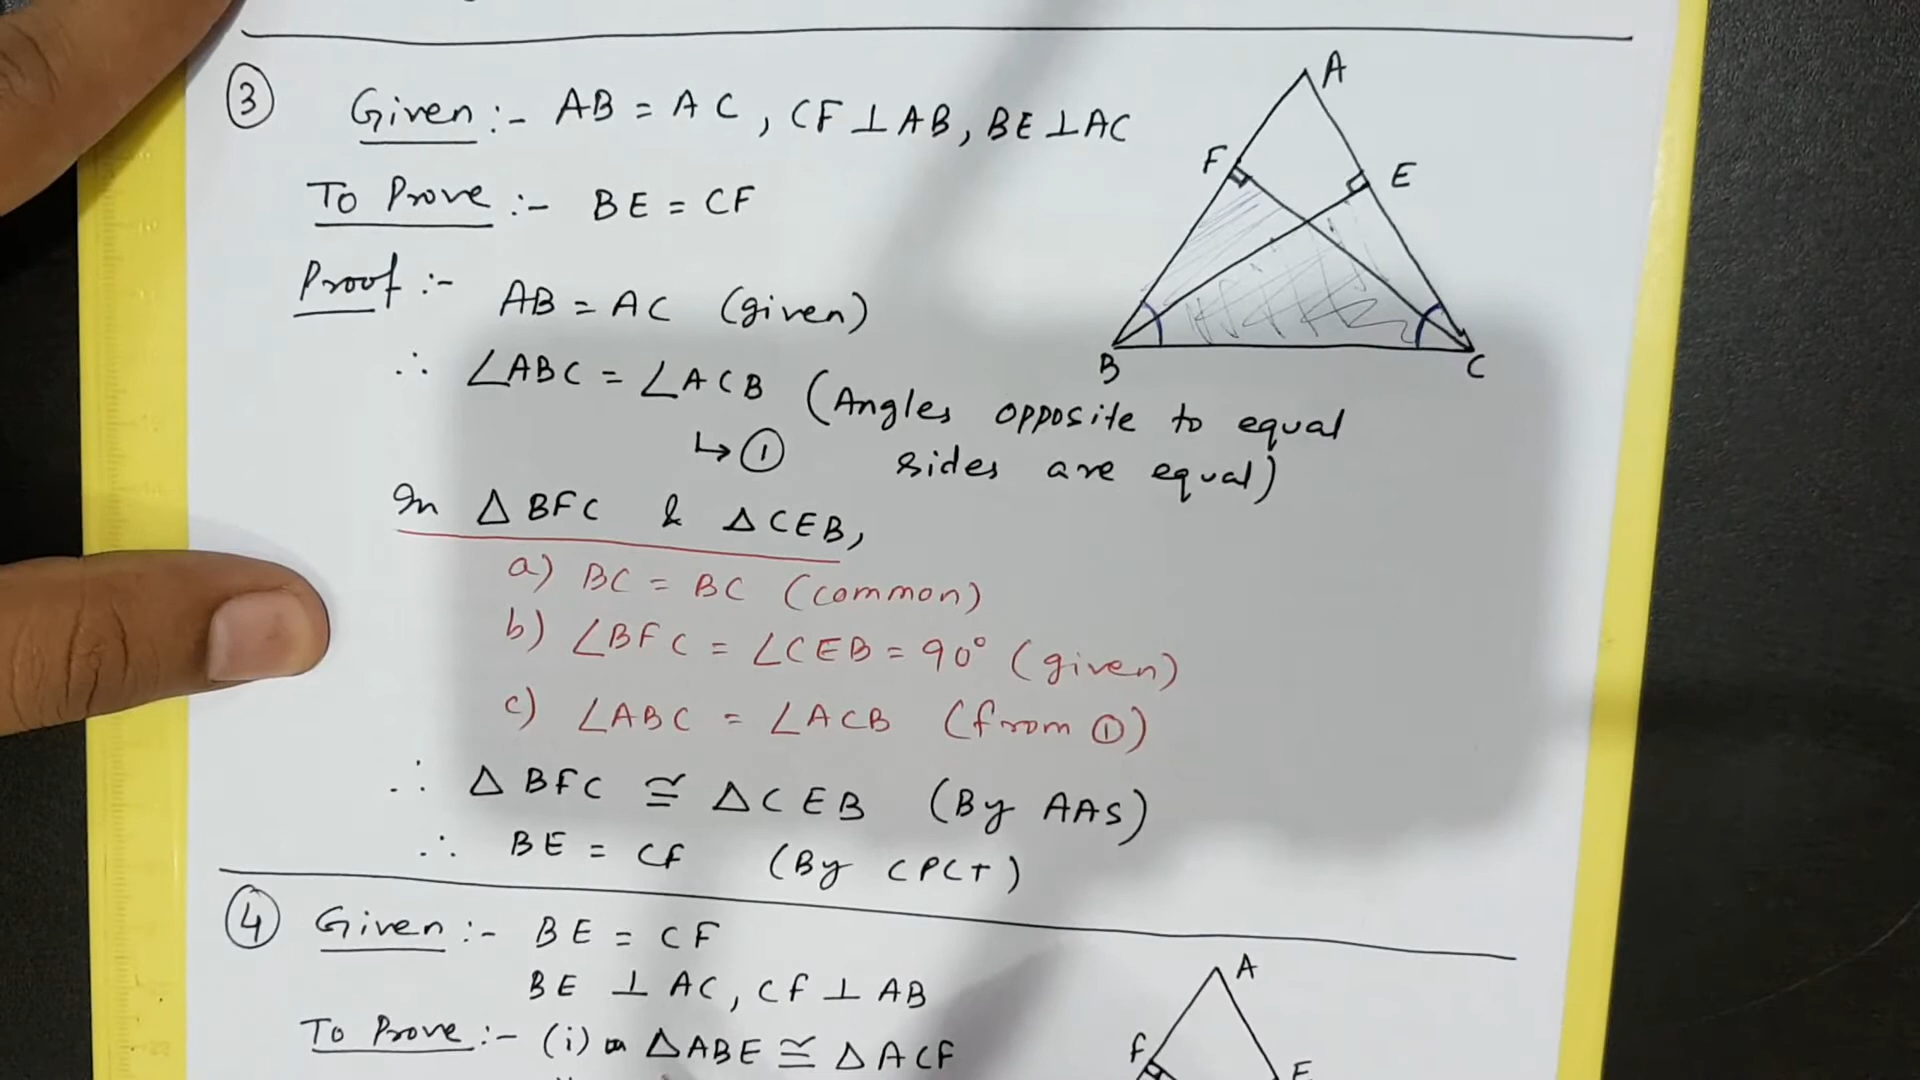 ③ Given :- AB = AC, CF ⊥ AB, BE ⊥ AC
To Prove :- BE = CF
Proof :- AB = AC (given)
∴ ∠ABC = ∠ACB (Angles opposite to equal
↳ ① sides are equal)
In △BFC & △CEB,
a) BC = BC (common)
b) ∠BFC = ∠CEB = 90° (given)
c) ∠ABC = ∠ACB (from ①)
∴ △BFC ≅ △CEB (By AAS)
∴ BE = CF (By CPCT)
A
F
E
B
C
④ Given :- BE = CF
BE ⊥ AC, CF ⊥ AB
To Prove :- (i) △ABE ≅ △ACF
A
F
E